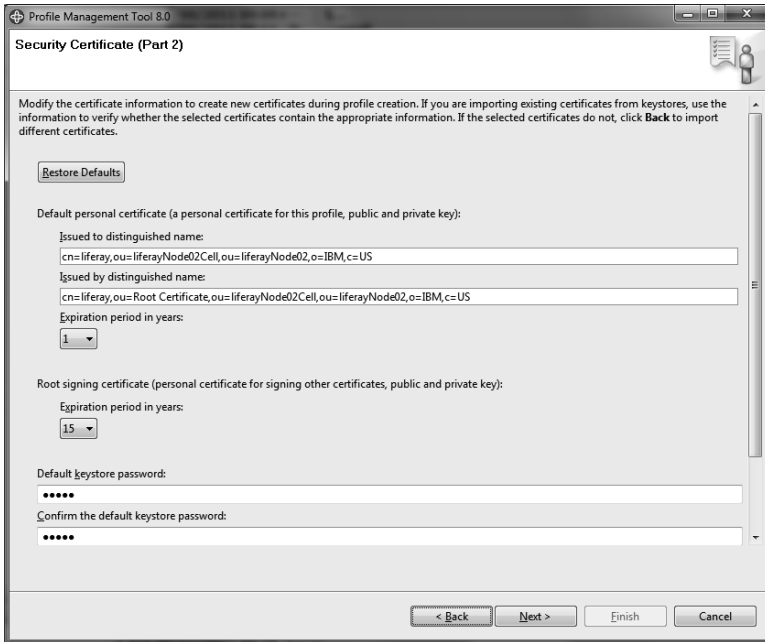 Profile Management Tool 8.0
Security Certificate (Part 2)
Modify the certificate information to create new certificates during profile creation. If you are importing existing certificates from keystores, use the
information to verify whether the selected certificates contain the appropriate information. If the selected certificates do not, click Back to import
different certificates.
Restore Defaults
Default personal certificate (a personal certificate for this profile, public and private key):
Issued to distinguished name:
cn=liferay,ou=liferayNode02Cell,ou=liferayNode02,o=IBM,c=US
Issued by distinguished name:
cn=liferay,ou=Root Certificate,ou=liferayNode02Cell,ou=liferayNode02,o=IBM,c=US
Expiration period in years:
1
Root signing certificate (personal certificate for signing other certificates, public and private key):
Expiration period in years:
15
Default keystore password:
•••••
Confirm the default keystore password:
•••••
< Back Next > Finish Cancel